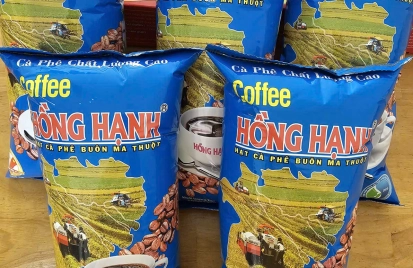 Cà Phê Chất Lượng Cao
Coffee
HỒNG HẠNH®
HẠT CÀ PHÊ BUÔN MA THUỘT
HỒNG HẠNH
Cà Phê Chất Lượng Cao
Coffee
HỒNG HẠNH®
HẠT CÀ PHÊ BUÔN MA THUỘT